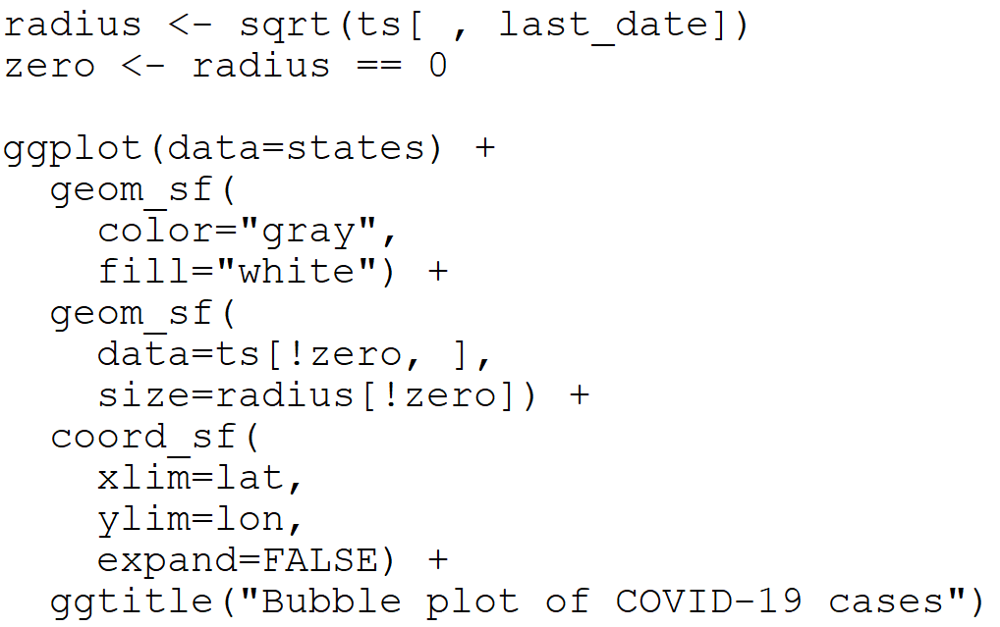 radius <- sqrt(ts[ , last_date])
zero <- radius == 0

ggplot(data=states) +
  geom_sf(
    color="gray",
    fill="white") +
  geom_sf(
    data=ts[!zero, ],
    size=radius[!zero]) +
  coord_sf(
    xlim=lat,
    ylim=lon,
    expand=FALSE) +
  ggtitle("Bubble plot of COVID-19 cases")